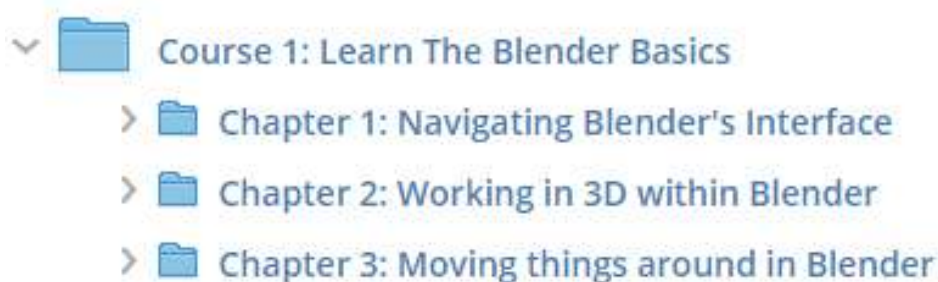 Course 1: Learn The Blender Basics
Chapter 1: Navigating Blender's Interface
Chapter 2: Working in 3D within Blender
Chapter 3: Moving things around in Blender